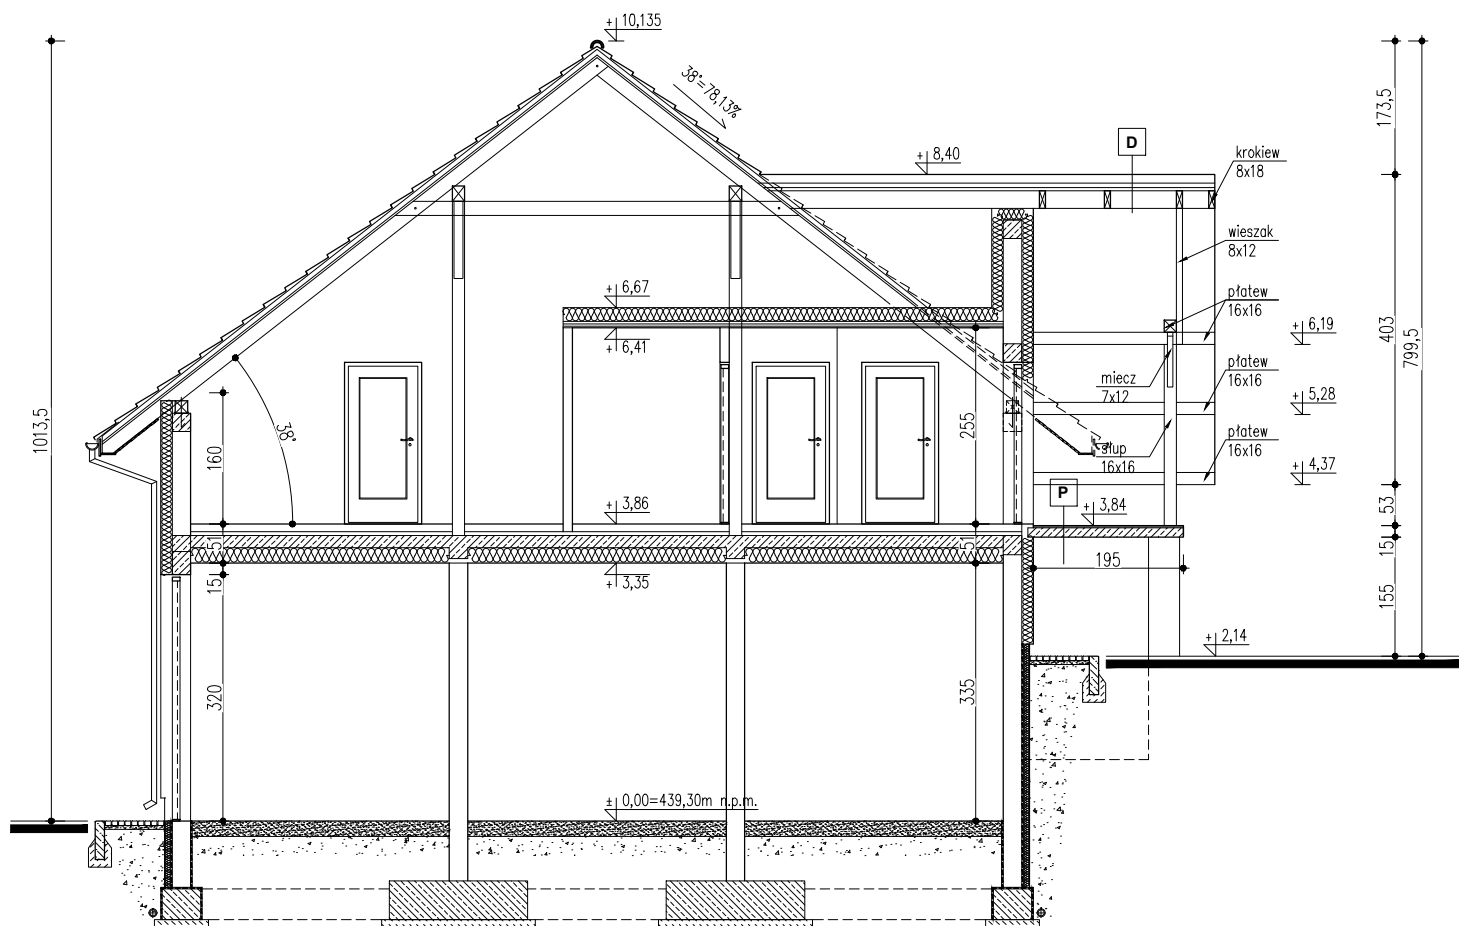 + 10,135
38°=78,13%
173,5
D
+ 8,40
krokiew
8x18
wieszak
8x12
+ 6,67
płatew
16x16
+ 6,19
+ 6,41
403
799,5
miecz
7x12
płatew
16x16
+ 5,28
1013,5
38°
160
255
słup
16x16
płatew
16x16
+ 4,37
P
+ 3,86
+ 3,84
53
51
51
15
195
15
+ 3,35
155
+ 2,14
320
335
± 0,00=439,30m n.p.m.